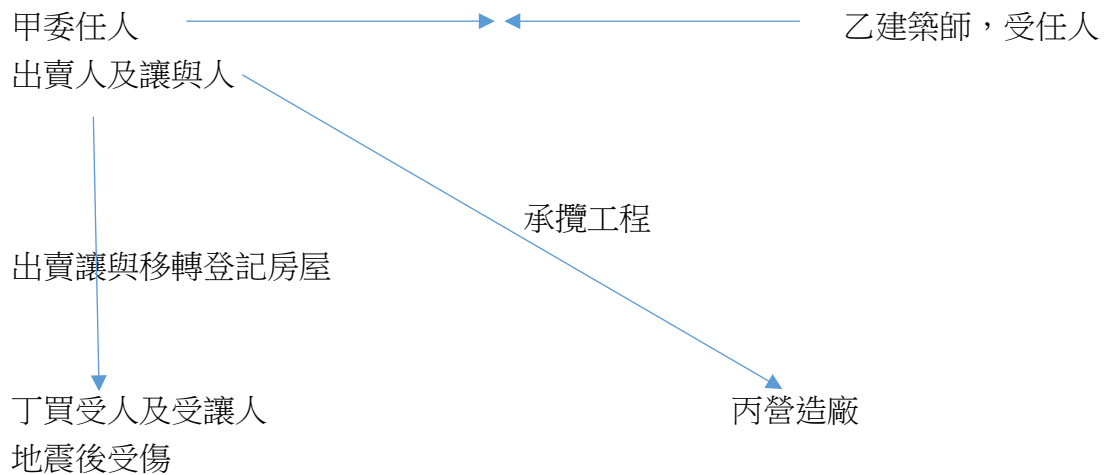 甲委任人
乙建築師，受任人
出賣人及讓與人
承攬工程
出賣讓與移轉登記房屋
丁買受人及受讓人
丙營造廠
地震後受傷